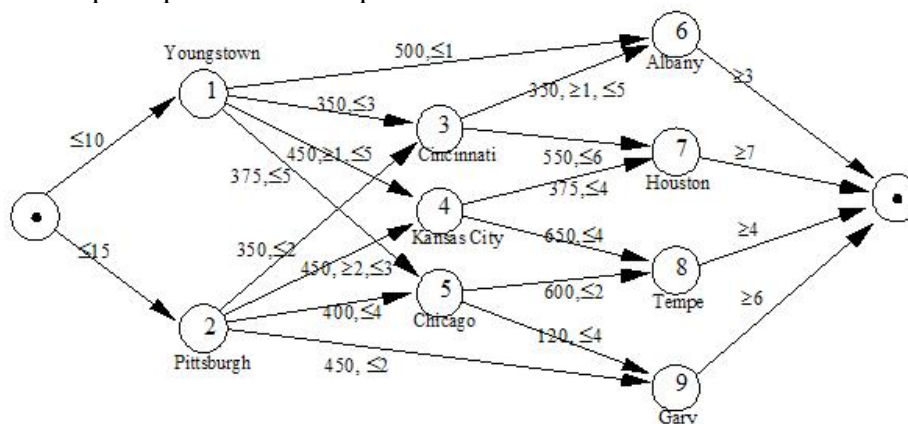 6
Youngstown
500,≤1
Albany
1
350, ≥1, ≤5
≥3
350,≤3
≤10
3
450,≥1,≤5
Cincinnati
7
375,≤5
550,≤6
≥7
Houston
375,≤4
4
350,≤2
Kansas City
650,≤4
≥4
≤15
450, ≥2,≤3
8
5
600,≤2
Tempe
2
400,≤4
Chicago
≥6
Pittsburgh
120, ≤4
450, ≤2
9
Gary